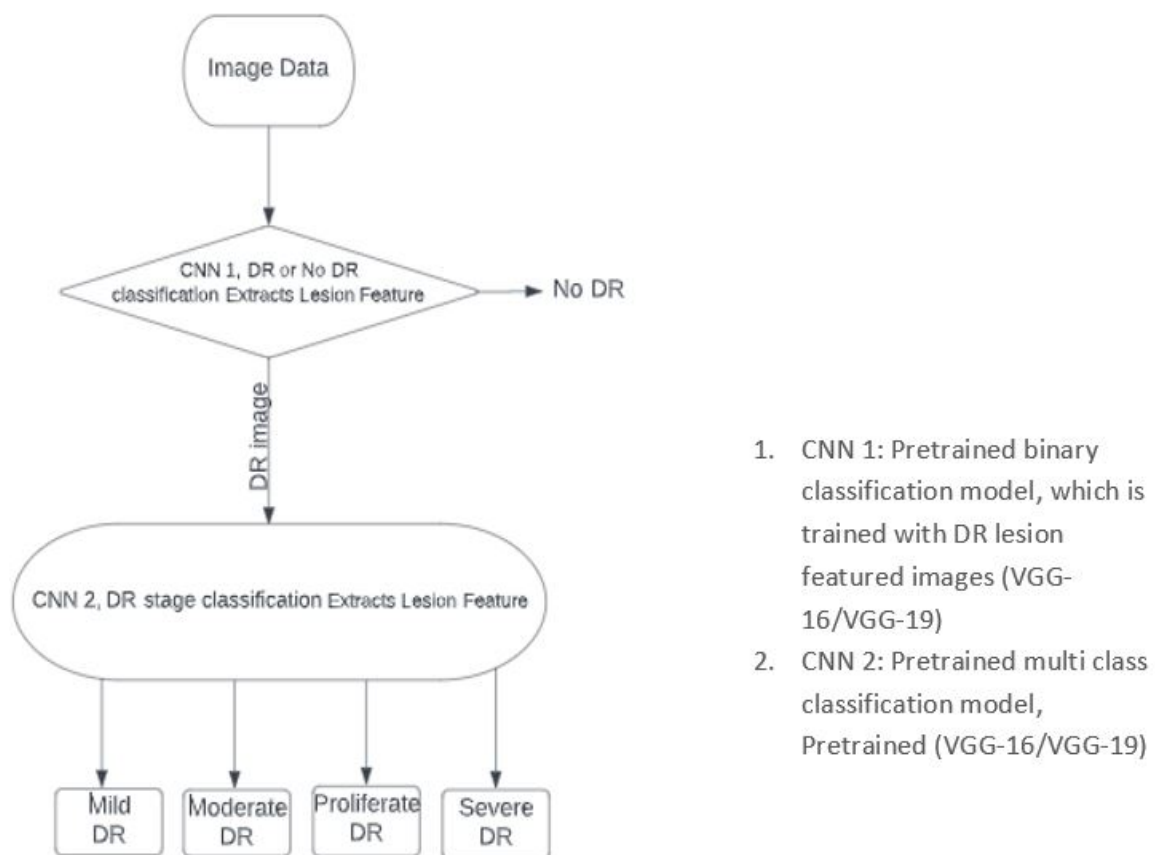 Image Data
CNN 1, DR or No DR
classification Extracts Lesion Feature
No DR
DR image
CNN 2, DR stage classification Extracts Lesion Feature
Mild
DR
Moderate
DR
Proliferate
DR
Severe
DR
1. CNN 1: Pretrained binary
classification model, which is
trained with DR lesion
featured images (VGG-
16/VGG-19)
2. CNN 2: Pretrained multi class
classification model,
Pretrained (VGG-16/VGG-19)